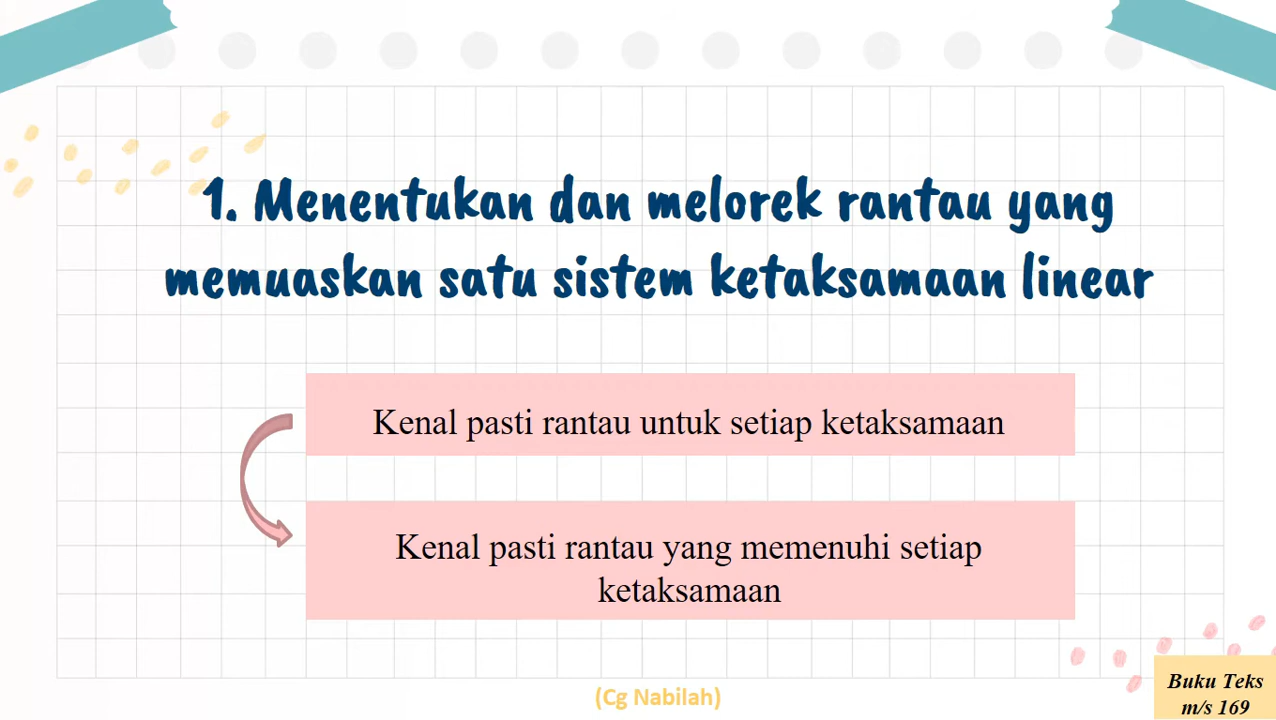 1. Menentukan dan melorek rantau yang
memuaskan satu sistem ketaksamaan linear
Kenal pasti rantau untuk setiap ketaksamaan
Kenal pasti rantau yang memenuhi setiap
ketaksamaan
(Cg Nabilah)
Buku Teks
m/s 169